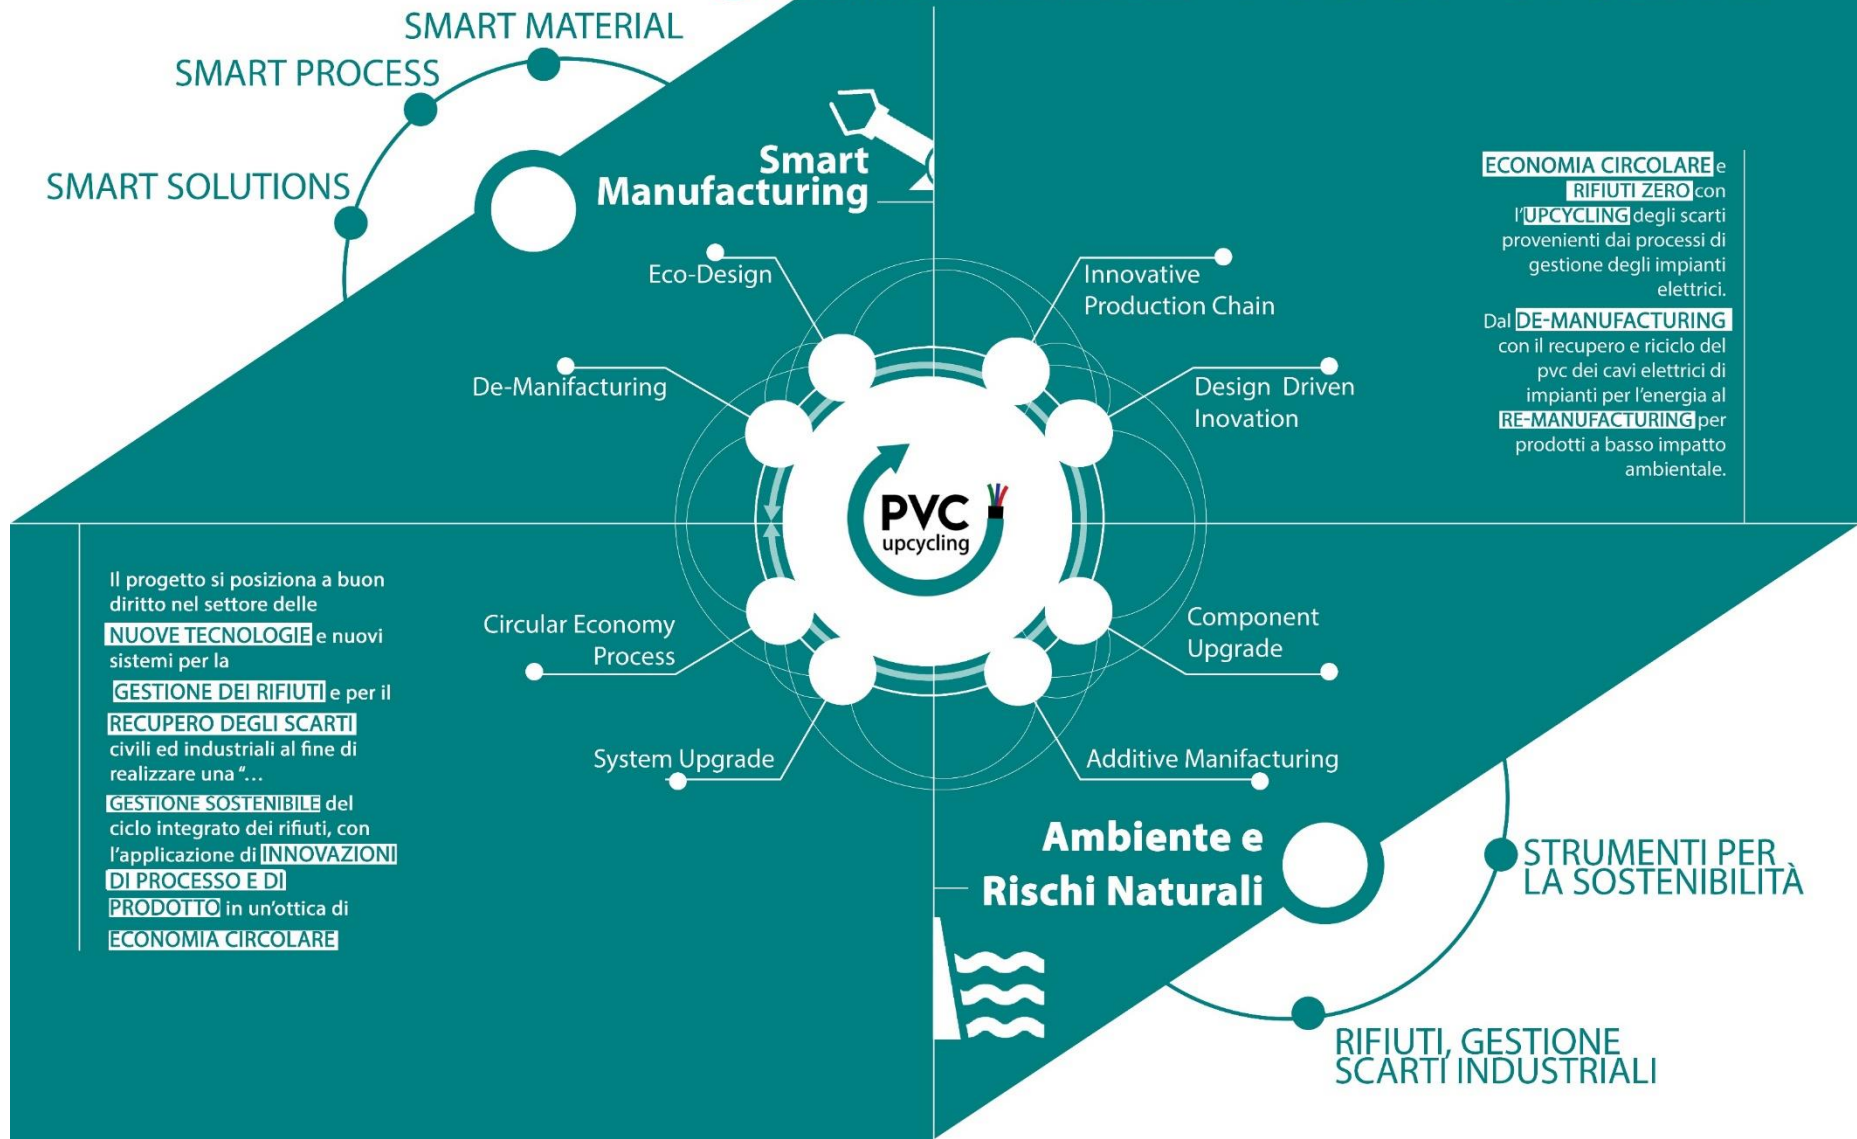 SMART MATERIAL
SMART PROCESS
SMART SOLUTIONS
Smart
Manufacturing
Eco-Design
De-Manifacturing
Innovative
Production Chain
Design Driven
Inovation
ECONOMIA CIRCOLARE e
RIFIUTI ZERO con
l'UPCYCLING degli scarti
provenienti dai processi di
gestione degli impianti
elettrici.
Dal DE-MANUFACTURING
con il recupero e riciclo del
pvc dei cavi elettrici di
impianti per l'energia al
RE-MANUFACTURING per
prodotti a basso impatto
ambientale.
PVC
upcycling
Il progetto si posiziona a buon
diritto nel settore delle
NUOVE TECNOLOGIE e nuovi
sistemi per la
GESTIONE DEI RIFIUTI e per il
RECUPERO DEGLI SCARTI
civili ed industriali al fine di
realizzare una "…
GESTIONE SOSTENIBILE del
ciclo integrato dei rifiuti, con
l'applicazione di INNOVAZIONI
DI PROCESSO E DI
PRODOTTO in un'ottica di
ECONOMIA CIRCOLARE
Circular Economy
Process
System Upgrade
Component
Upgrade
Additive Manifacturing
Ambiente e
Rischi Naturali
STRUMENTI PER
LA SOSTENIBILITÀ
RIFIUTI, GESTIONE
SCARTI INDUSTRIALI